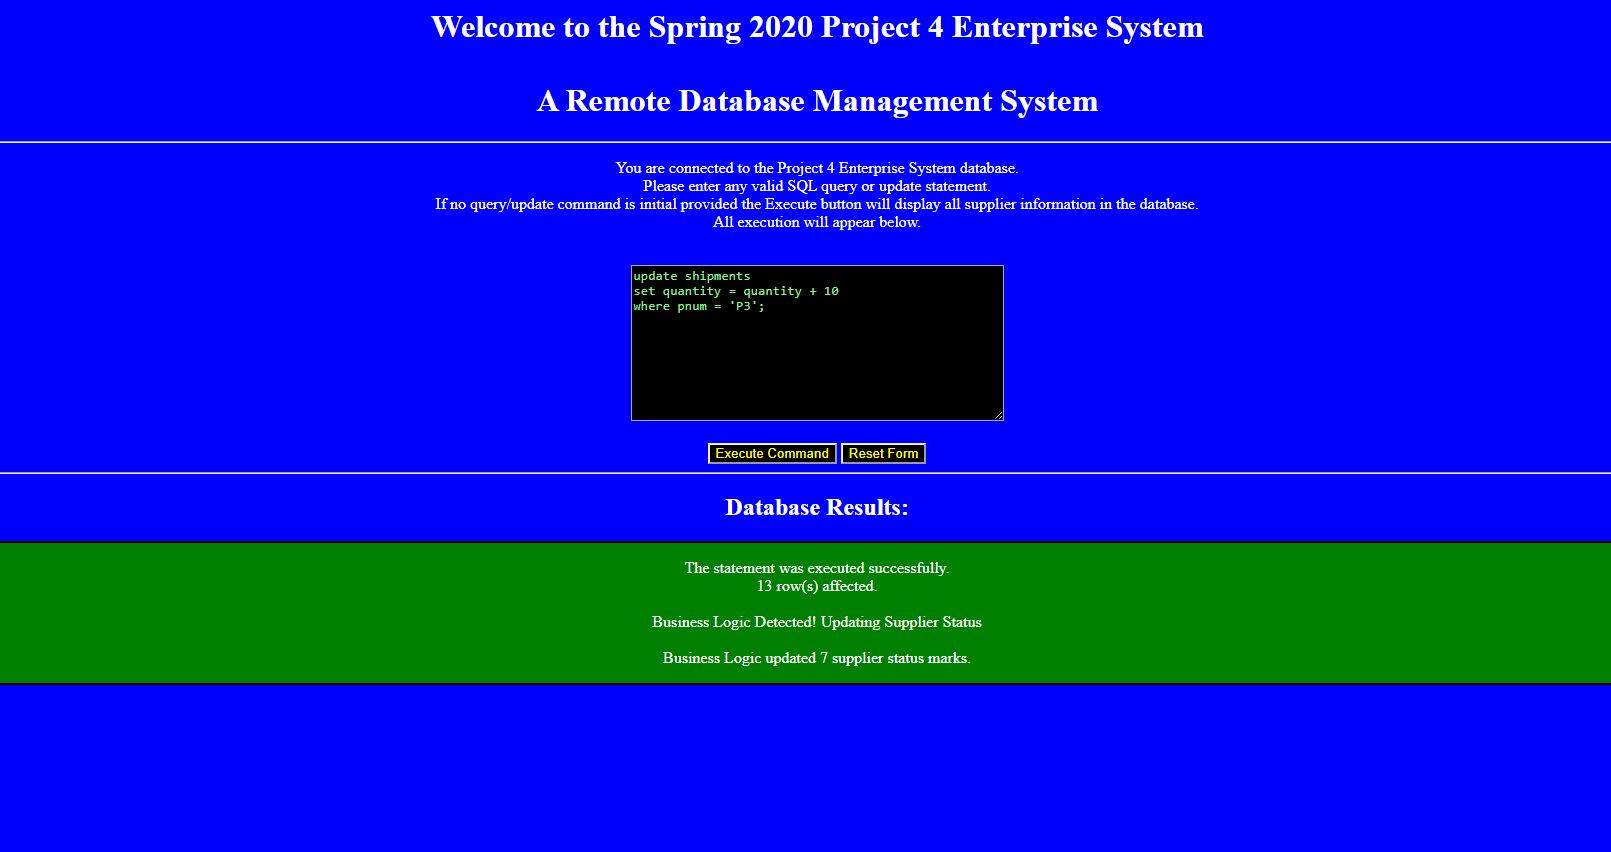 Welcome to the Spring 2020 Project 4 Enterprise System
A Remote Database Management System
You are connected to the Project 4 Enterprise System database.
Please enter any valid SQL query or update statement.
If no query/update command is initial provided the Execute button will display all supplier information in the database.
All execution will appear below.
update shipments
set quantity = quantity + 10
where pnum = 'P3';
Execute Command Reset Form
Database Results:
The statement was executed successfully.
13 row(s) affected.
Business Logic Detected! Updating Supplier Status
Business Logic updated 7 supplier status marks.